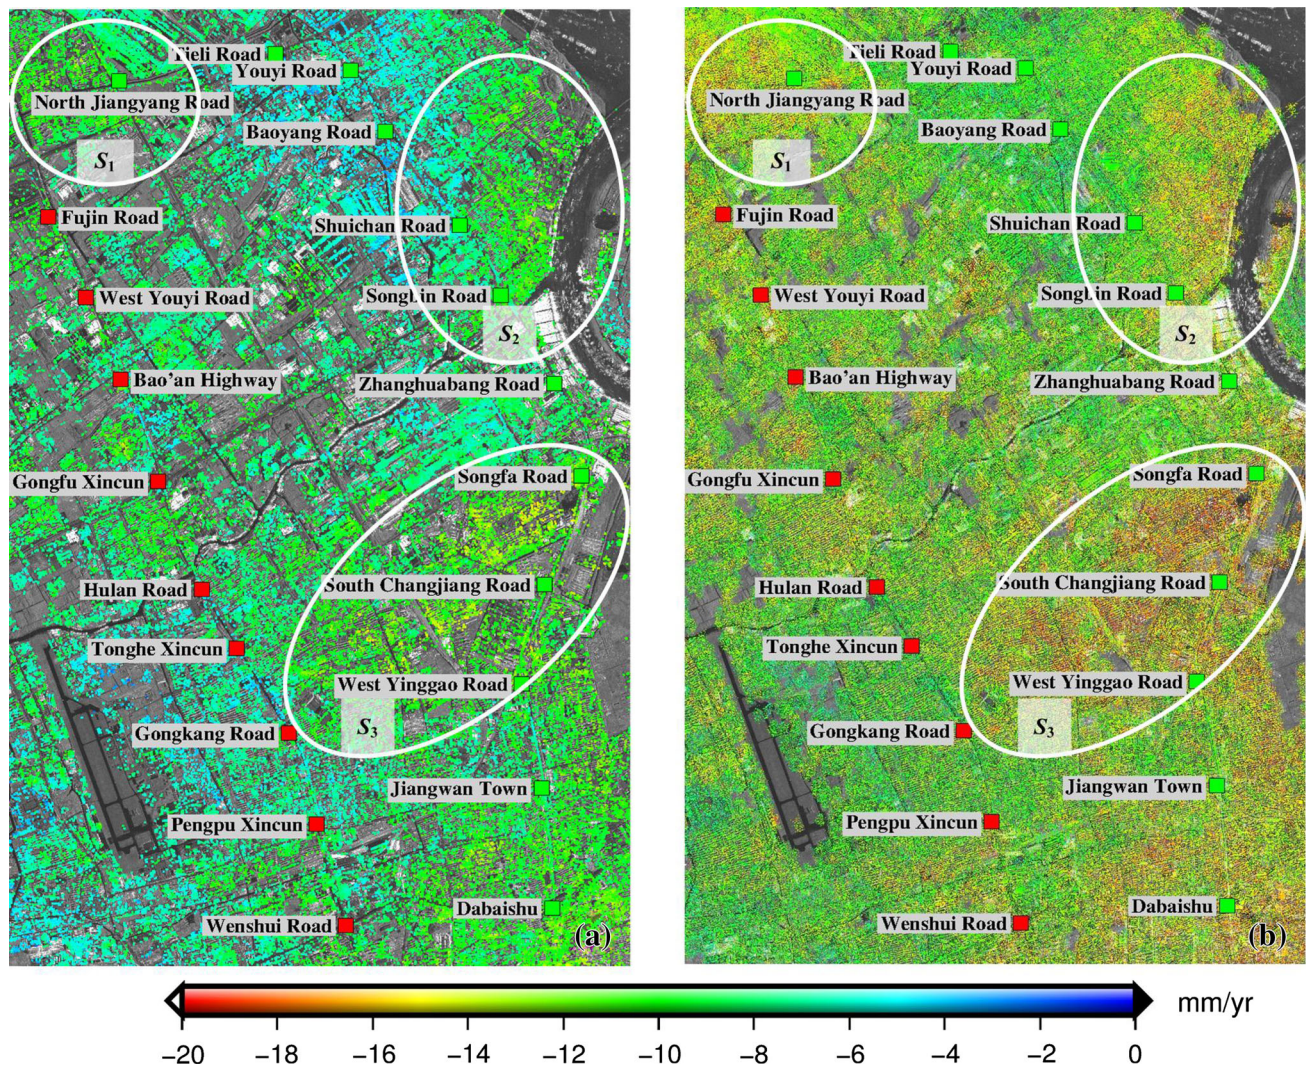 Tieli Road
Youyi Road
North Jiangyang Road
Baoyang Road
S1
Fujin Road
Shuichan Road
West Youyi Road
Songbin Road
S2
Bao'an Highway
Zhanghuabang Road
Gongfu Xincun
Songfa Road
Hulan Road
South Changjiang Road
Tonghe Xincun
West Yinggao Road
S3
Gongkang Road
Jiangwan Town
Pengpu Xincun
Dabaishu
Wenshui Road
(a)
Tieli Road
Youyi Road
North Jiangyang Road
Baoyang Road
S1
Fujin Road
Shuichan Road
West Youyi Road
Songbin Road
S2
Bao'an Highway
Zhanghuabang Road
Gongfu Xincun
Songfa Road
Hulan Road
South Changjiang Road
Tonghe Xincun
West Yinggao Road
S3
Gongkang Road
Jiangwan Town
Pengpu Xincun
Dabaishu
Wenshui Road
(b)
mm/yr
−20 −18 −16 −14 −12 −10 −8 −6 −4 −2 0